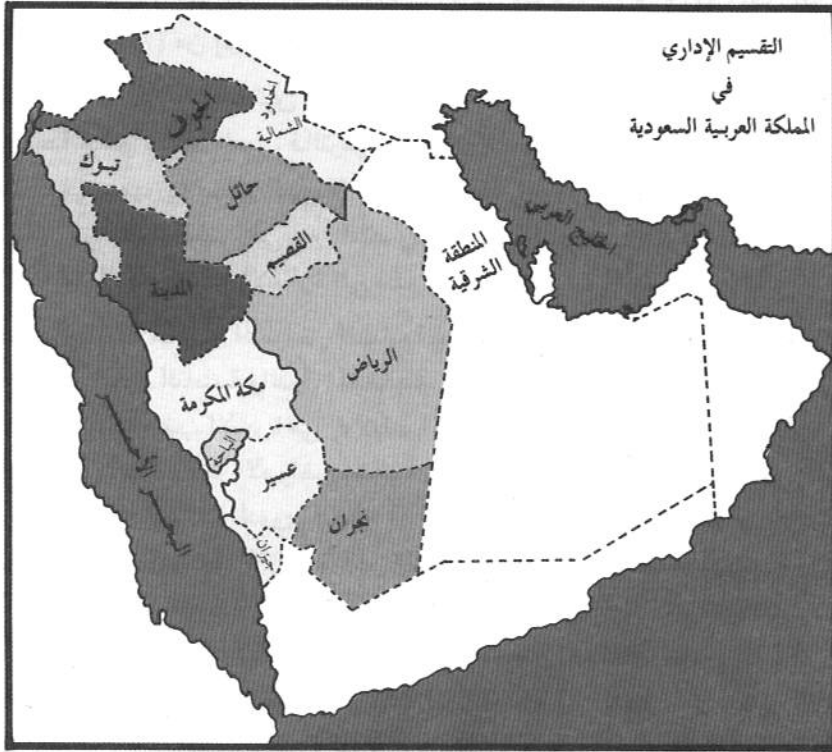 التقسيم الإداري
في
المملكة العربية السعودية
الحدود
الشمالية
الجوف
تبوك
حائل
القصيم
المدينة
المنطقة
الشرقية
الخليج العربي
الرياض
مكة المكرمة
الباحة
عسير
نجران
جيزان
البحر الأحمر